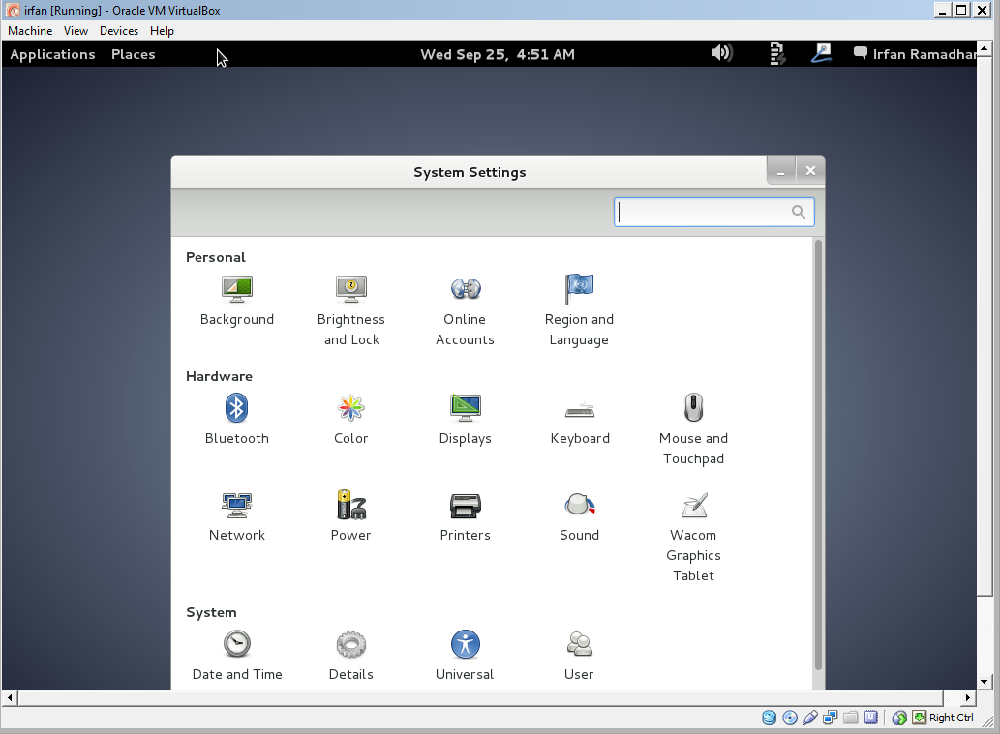 irfan [Running] - Oracle VM VirtualBox
Machine View Devices Help
Applications Places Wed Sep 25, 4:51 AM Irfan Ramadhan
System Settings
Personal
Background Brightness and Lock Online Accounts Region and Language
Hardware
Bluetooth Color Displays Keyboard Mouse and Touchpad
Network Power Printers Sound Wacom Graphics Tablet
System
Date and Time Details Universal User
Right Ctrl